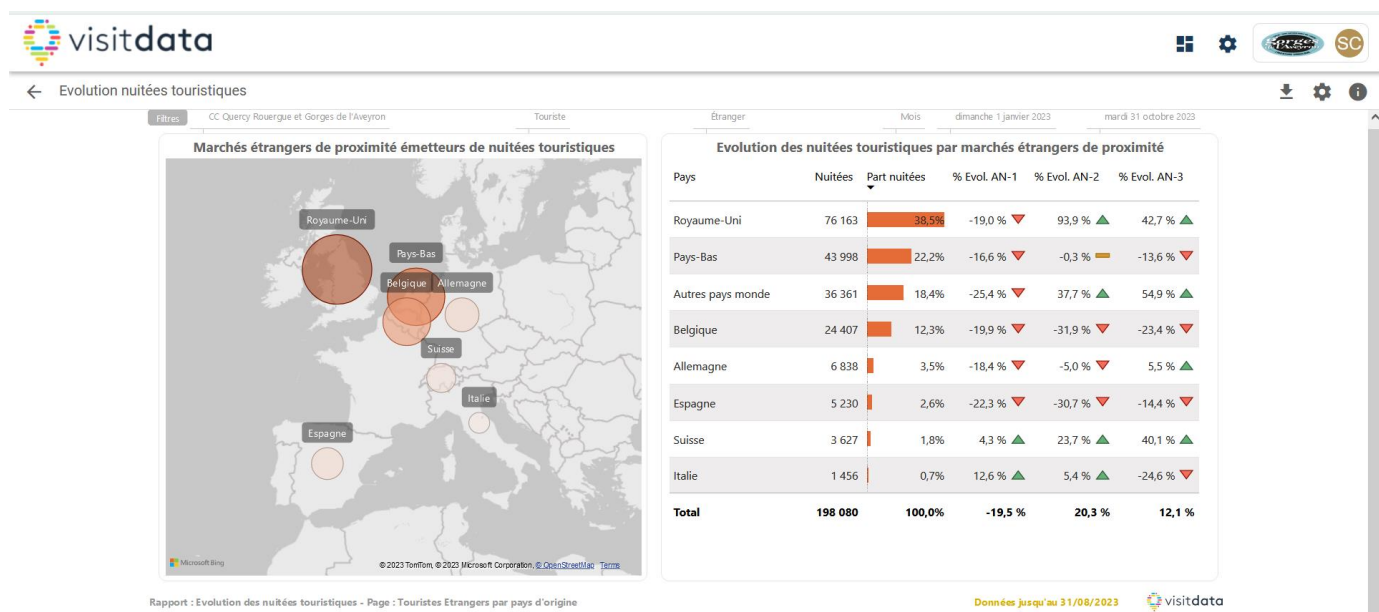 visitdata
Gorges de l'Aveyron
SC
Evolution nuitées touristiques
Filtres
CC Quercy Rouergue et Gorges de l'Aveyron
Touriste
Étranger
Mois
dimanche 1 janvier 2023
mardi 31 octobre 2023
Marchés étrangers de proximité émetteurs de nuitées touristiques
Royaume-Uni
Pays-Bas
Belgique
Allemagne
Suisse
Italie
Espagne
Microsoft Bing
© 2023 TomTom, © 2023 Microsoft Corporation, © OpenStreetMap Terms
Evolution des nuitées touristiques par marchés étrangers de proximité
Pays Nuitées Part nuitées % Evol. AN-1 % Evol. AN-2 % Evol. AN-3
Royaume-Uni 76 163 38,5% -19,0 % 93,9 % 42,7 %
Pays-Bas 43 998 22,2% -16,6 % -0,3 % -13,6 %
Autres pays monde 36 361 18,4% -25,4 % 37,7 % 54,9 %
Belgique 24 407 12,3% -19,9 % -31,9 % -23,4 %
Allemagne 6 838 3,5% -18,4 % -5,0 % 5,5 %
Espagne 5 230 2,6% -22,3 % -30,7 % -14,4 %
Suisse 3 627 1,8% 4,3 % 23,7 % 40,1 %
Italie 1 456 0,7% 12,6 % 5,4 % -24,6 %
Total 198 080 100,0% -19,5 % 20,3 % 12,1 %
Rapport : Evolution des nuitées touristiques - Page : Touristes Etrangers par pays d'origine
Données jusqu'au 31/08/2023
visitdata